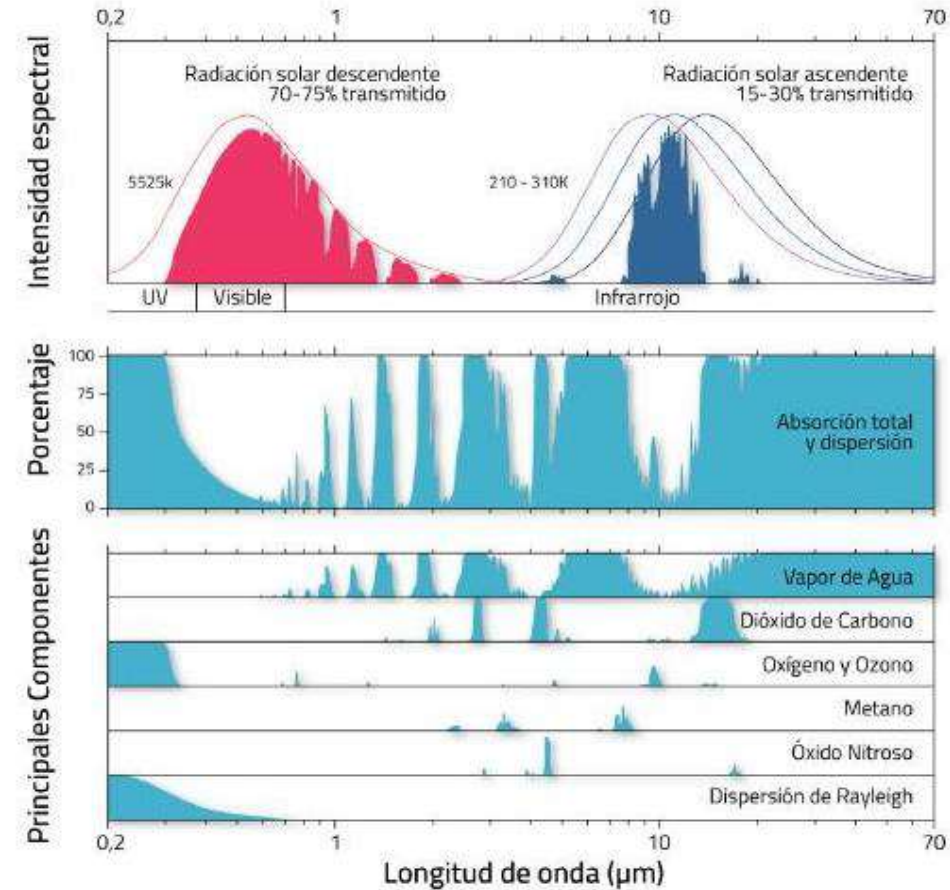 0,2 1 10 70
Intensidad espectral
Radiación solar descendente
70-75% transmitido
Radiación solar ascendente
15-30% transmitido
5525k
210 - 310K
UV Visible Infrarrojo
Porcentaje
100
75
50
25
0
Absorción total
y dispersión
Principales Componentes
Vapor de Agua
Dióxido de Carbono
Oxígeno y Ozono
Metano
Óxido Nitroso
Dispersión de Rayleigh
0,2 1 10 70
Longitud de onda (µm)